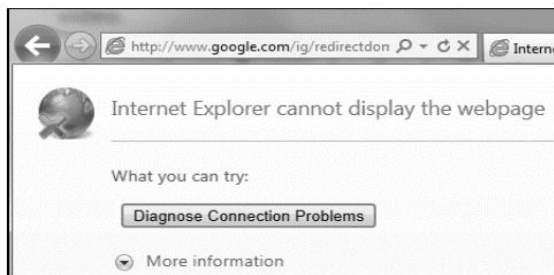 http://www.google.com/ig/redirectdon
Interne
Internet Explorer cannot display the webpage
What you can try:
Diagnose Connection Problems
More information